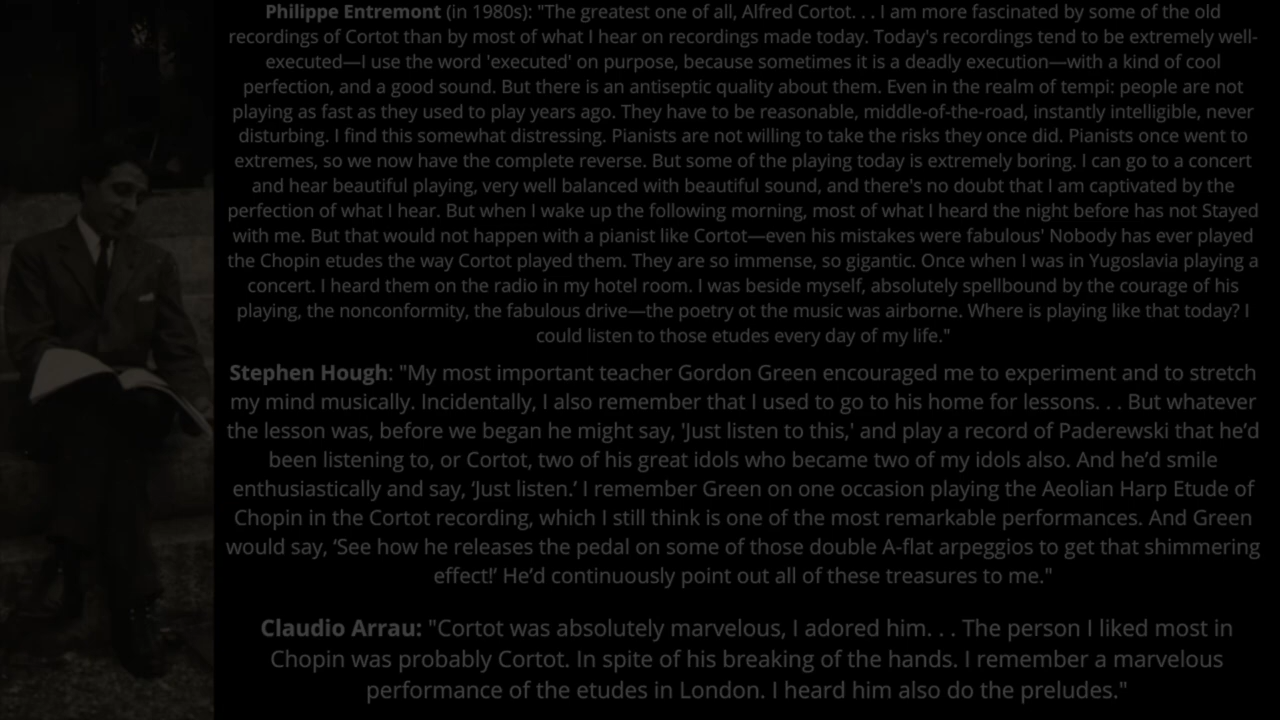 Philippe Entremont (in 1980s): "The greatest one of all, Alfred Cortot. . . I am more fascinated by some of the old
recordings of Cortot than by most of what I hear on recordings made today. Today's recordings tend to be extremely well-
executed—I use the word 'executed' on purpose, because sometimes it is a deadly execution—with a kind of cool
perfection, and a good sound. But there is an antiseptic quality about them. Even in the realm of tempi: people are not
playing as fast as they used to play years ago. They have to be reasonable, middle-of-the-road, instantly intelligible, never
disturbing. I find this somewhat distressing. Pianists are not willing to take the risks they once did. Pianists once went to
extremes, so we now have the complete reverse. But some of the playing today is extremely boring. I can go to a concert
and hear beautiful playing, very well balanced with beautiful sound, and there's no doubt that I am captivated by the
perfection of what I hear. But when I wake up the following morning, most of what I heard the night before has not Stayed
with me. But that would not happen with a pianist like Cortot—even his mistakes were fabulous' Nobody has ever played
the Chopin etudes the way Cortot played them. They are so immense, so gigantic. Once when I was in Yugoslavia playing a
concert. I heard them on the radio in my hotel room. I was beside myself, absolutely spellbound by the courage of his
playing, the nonconformity, the fabulous drive—the poetry ot the music was airborne. Where is playing like that today? I
could listen to those etudes every day of my life."
Stephen Hough: "My most important teacher Gordon Green encouraged me to experiment and to stretch
my mind musically. Incidentally, I also remember that I used to go to his home for lessons. . . But whatever
the lesson was, before we began he might say, 'Just listen to this,' and play a record of Paderewski that he’d
been listening to, or Cortot, two of his great idols who became two of my idols also. And he’d smile
enthusiastically and say, ‘Just listen.’ I remember Green on one occasion playing the Aeolian Harp Etude of
Chopin in the Cortot recording, which I still think is one of the most remarkable performances. And Green
would say, ‘See how he releases the pedal on some of those double A-flat arpeggios to get that shimmering
effect!’ He’d continuously point out all of these treasures to me."
Claudio Arrau: "Cortot was absolutely marvelous, I adored him. . . The person I liked most in
Chopin was probably Cortot. In spite of his breaking of the hands. I remember a marvelous
performance of the etudes in London. I heard him also do the preludes."